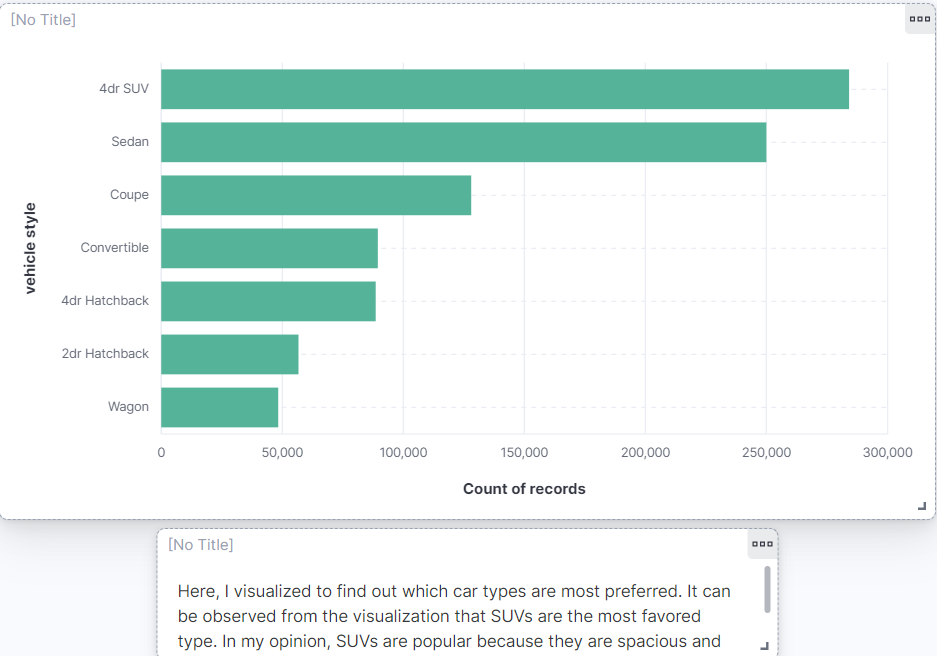 [No Title]
vehicle style
4dr SUV
Sedan
Coupe
Convertible
4dr Hatchback
2dr Hatchback
Wagon
0 50,000 100,000 150,000 200,000 250,000 300,000
Count of records
[No Title]
Here, I visualized to find out which car types are most preferred. It can
be observed from the visualization that SUVs are the most favored
type. In my opinion, SUVs are popular because they are spacious and